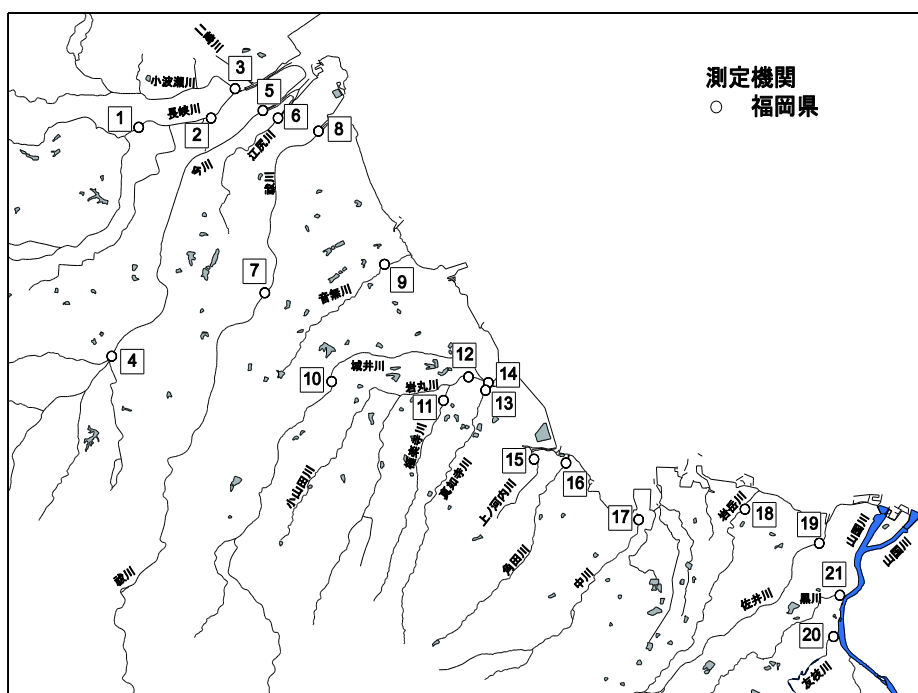 二崎川
測定機関
○ 福岡県
3
小波瀬川
5
長峡川
1
2
6
江尻川
8
今川
祓川
7
9
音無川
4
城井川
12
14
10
岩丸川
13
11
極楽寺川
真如寺川
小山田川
15
上ノ河内川
16
17
岩岳川
18
19
山国川
山国川
角田川
中川
佐井川
21
黒川
祓川
20
友枝川